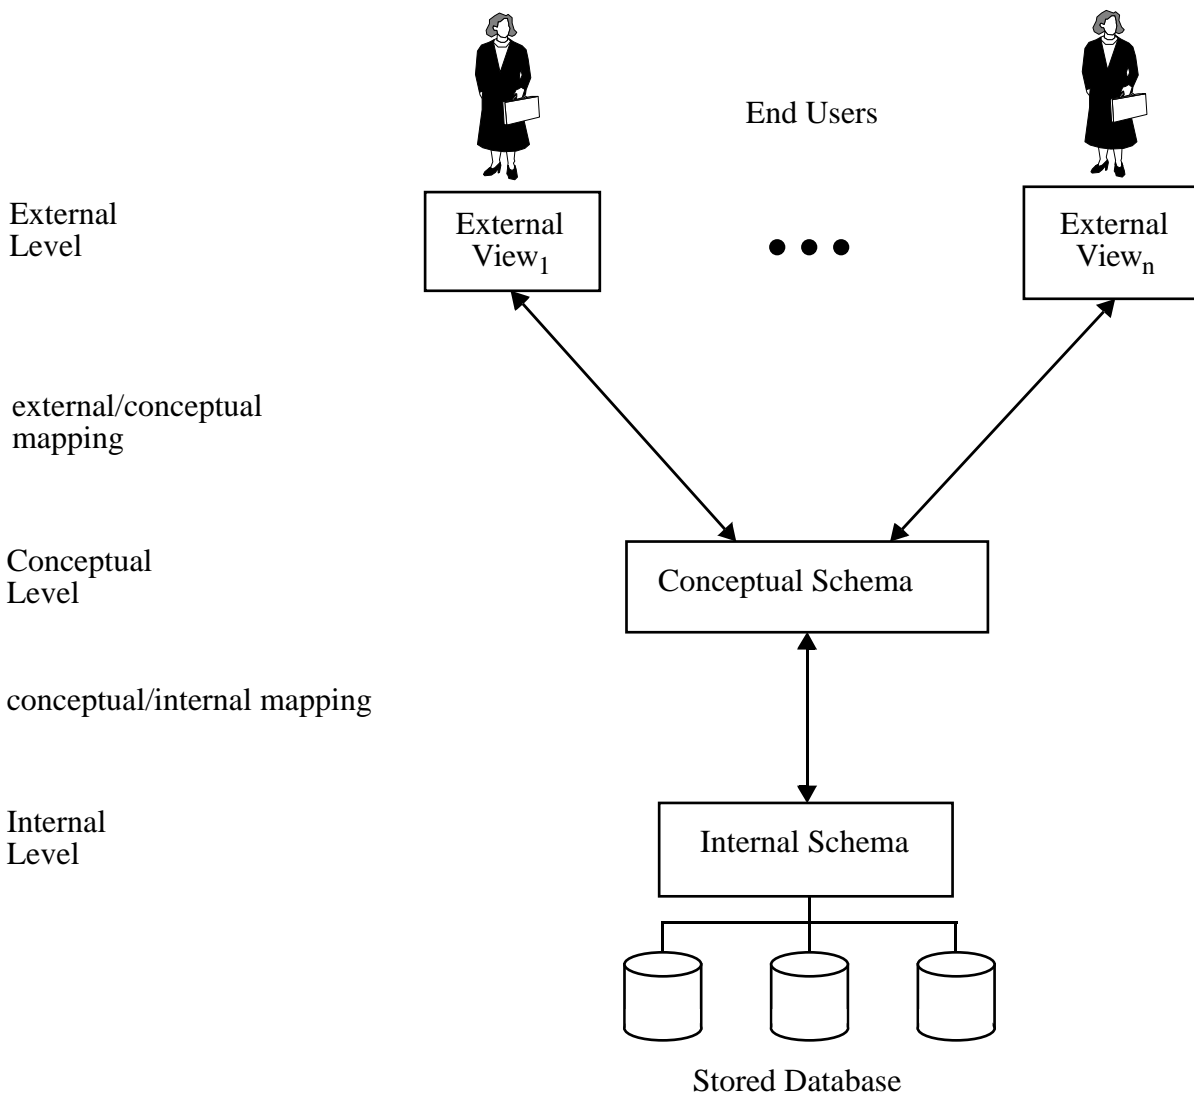 End Users
External
Level
External
View1
• • •
External
Viewn
external/conceptual
mapping
Conceptual
Level
Conceptual Schema
conceptual/internal mapping
Internal
Level
Internal Schema
Stored Database